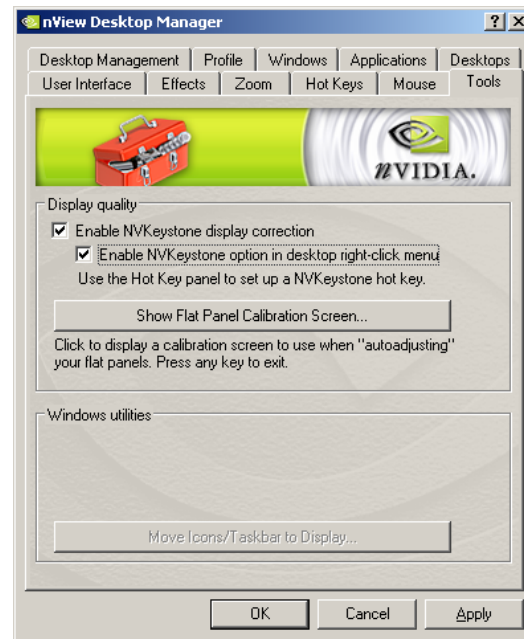 nView Desktop Manager
Desktop Management
Profile
Windows
Applications
Desktops
User Interface
Effects
Zoom
Hot Keys
Mouse
Tools
nVIDIA.
Display quality
Enable NVKeystone display correction
Enable NVKeystone option in desktop right-click menu
Use the Hot Key panel to set up a NVKeystone hot key.
Show Flat Panel Calibration Screen...
Click to display a calibration screen to use when "autoadjusting"
your flat panels. Press any key to exit.
Windows utilities
Move Icons/Taskbar to Display...
OK
Cancel
Apply